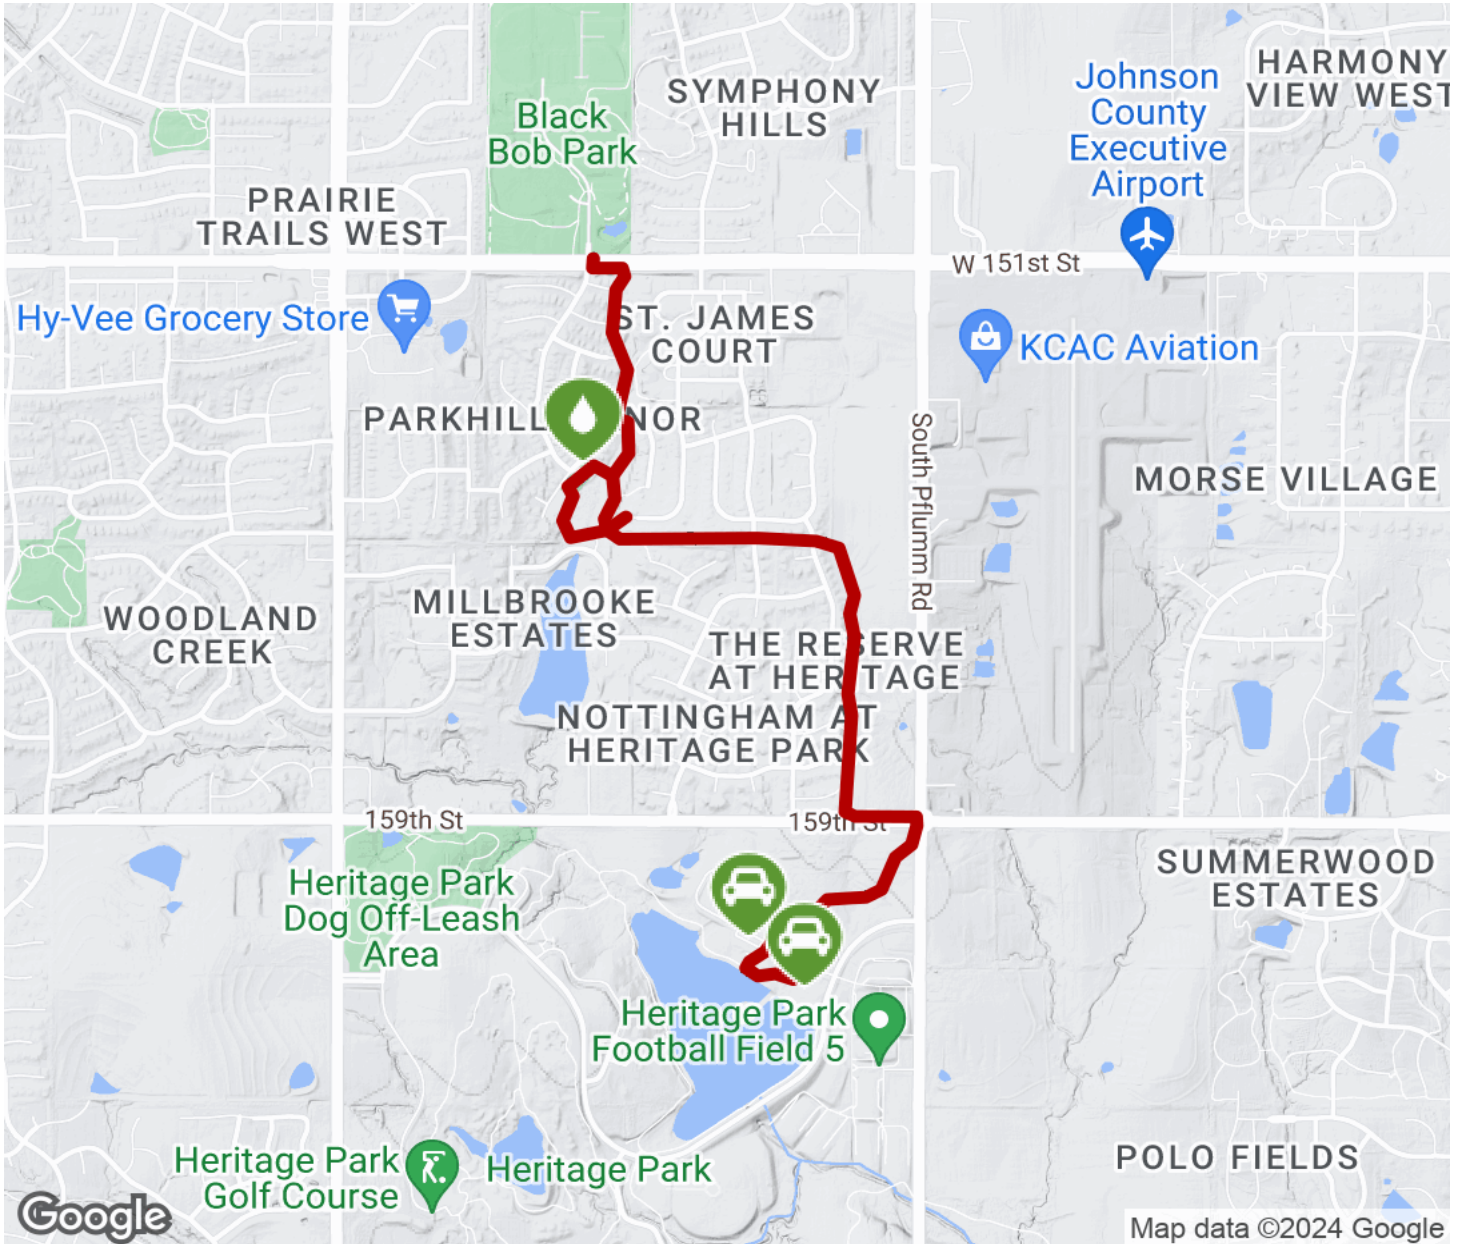 HARMONY
VIEW WEST
Johnson
County
Executive
Airport
SYMPHONY
HILLS
Black
Bob Park
PRAIRIE
TRAILS WEST
W 151st St
Hy-Vee Grocery Store
ST. JAMES
COURT
KCAC Aviation
PARKHILL NOR
South Pflumm Rd
MORSE VILLAGE
MILLBROOKE
ESTATES
WOODLAND
CREEK
THE RESERVE
AT HERITAGE
NOTTINGHAM AT
HERITAGE PARK
159th St
159th St
SUMMERWOOD
ESTATES
Heritage Park
Dog Off-Leash
Area
Heritage Park
Football Field 5
Heritage Park
Golf Course
Heritage Park
POLO FIELDS
Google
Map data ©2024 Google